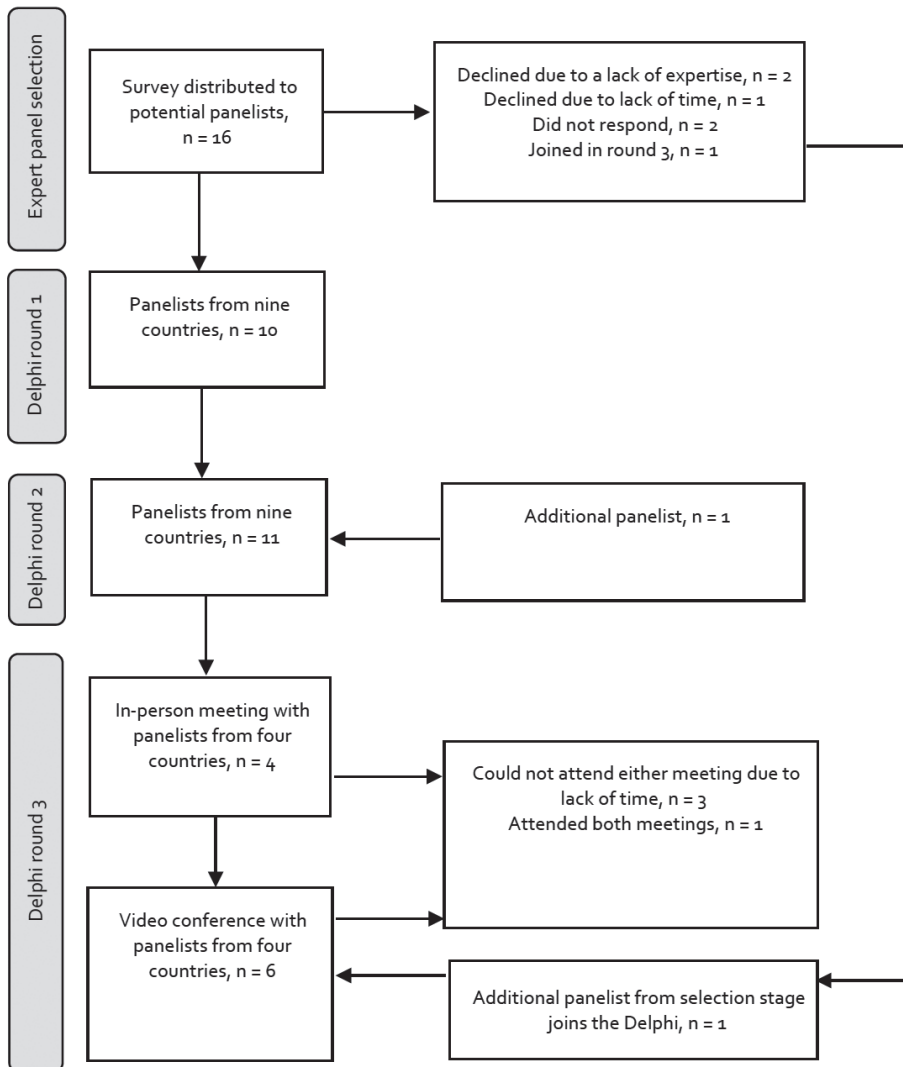 Expert panel selection
Survey distributed to
potential panelists,
n = 16
Declined due to a lack of expertise, n = 2
Declined due to lack of time, n = 1
Did not respond, n = 2
Joined in round 3, n = 1
Delphi round 1
Panelists from nine
countries, n = 10
Delphi round 2
Panelists from nine
countries, n = 11
Additional panelist, n = 1
Delphi round 3
In-person meeting with
panelists from four
countries, n = 4
Could not attend either meeting due to
lack of time, n = 3
Attended both meetings, n = 1
Video conference with
panelists from four
countries, n = 6
Additional panelist from selection stage
joins the Delphi, n = 1